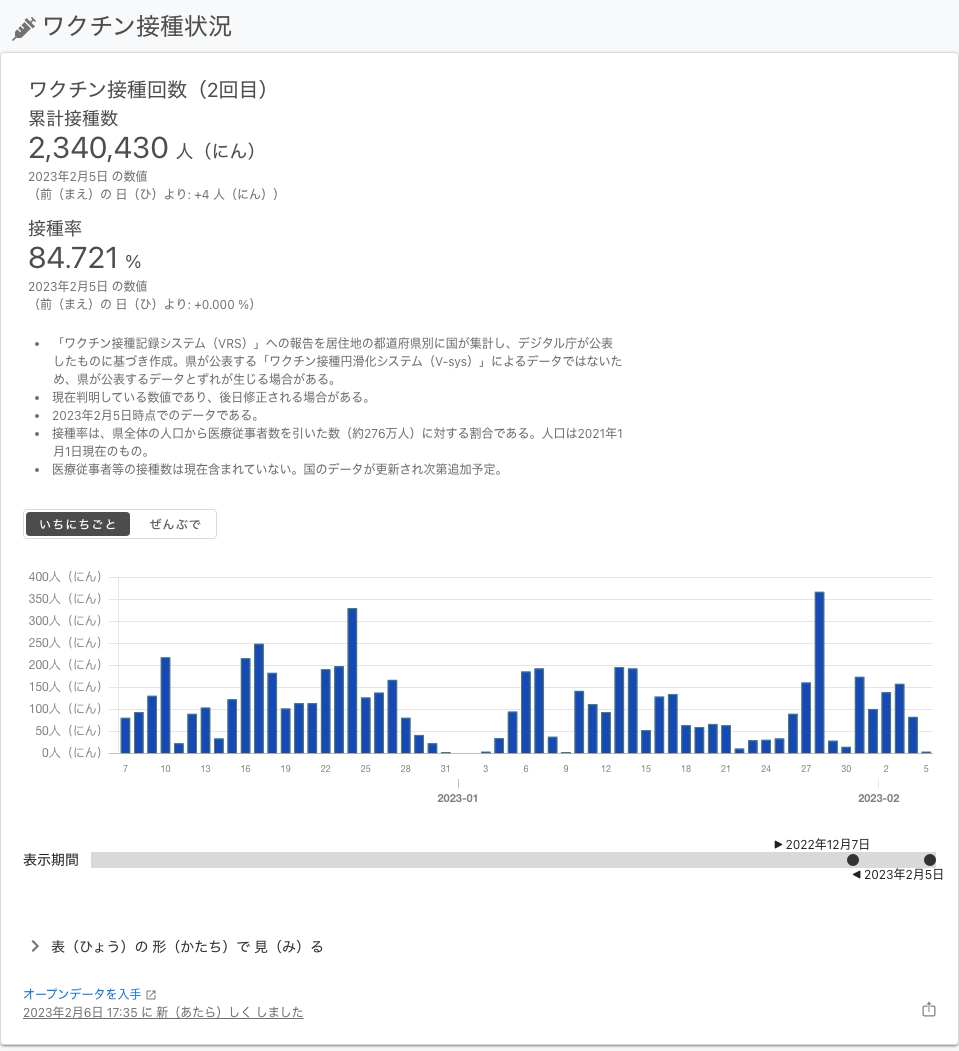 ワクチン接種状況
ワクチン接種回数（2回目）
累計接種数
2,340,430 人（にん）
2023年2月5日 の数値
（前（まえ）の 日（ひ）より: +4 人（にん））
接種率
84.721 %
2023年2月5日 の数値
（前（まえ）の 日（ひ）より: +0.000 %）
• 「ワクチン接種記録システム（VRS）」への報告を居住地の都道府県別に国が集計し、デジタル庁が公表
したものに基づき作成。県が公表する「ワクチン接種円滑化システム（V-sys）」によるデータではないた
め、県が公表するデータとずれが生じる場合がある。
• 現在判明している数値であり、後日修正される場合がある。
• 2023年2月5日時点でのデータである。
• 接種率は、県全体の人口から医療従事者数を引いた数（約276万人）に対する割合である。人口は2021年1
月1日現在のもの。
• 医療従事者等の接種数は現在含まれていない。国のデータが更新され次第追加予定。
いちにちごと ぜんぶで
400人（にん）
350人（にん）
300人（にん）
250人（にん）
200人（にん）
150人（にん）
100人（にん）
50人（にん）
0人（にん）
7 10 13 16 19 22 25 28 31 3 6 9 12 15 18 21 24 27 30 2 5
2023-01 2023-02
▶ 2022年12月7日
表示期間
◀ 2023年2月5日
表（ひょう）の 形（かたち）で 見（み）る
オープンデータを入手
2023年2月6日 17:35 に 新（あたら）しく しました